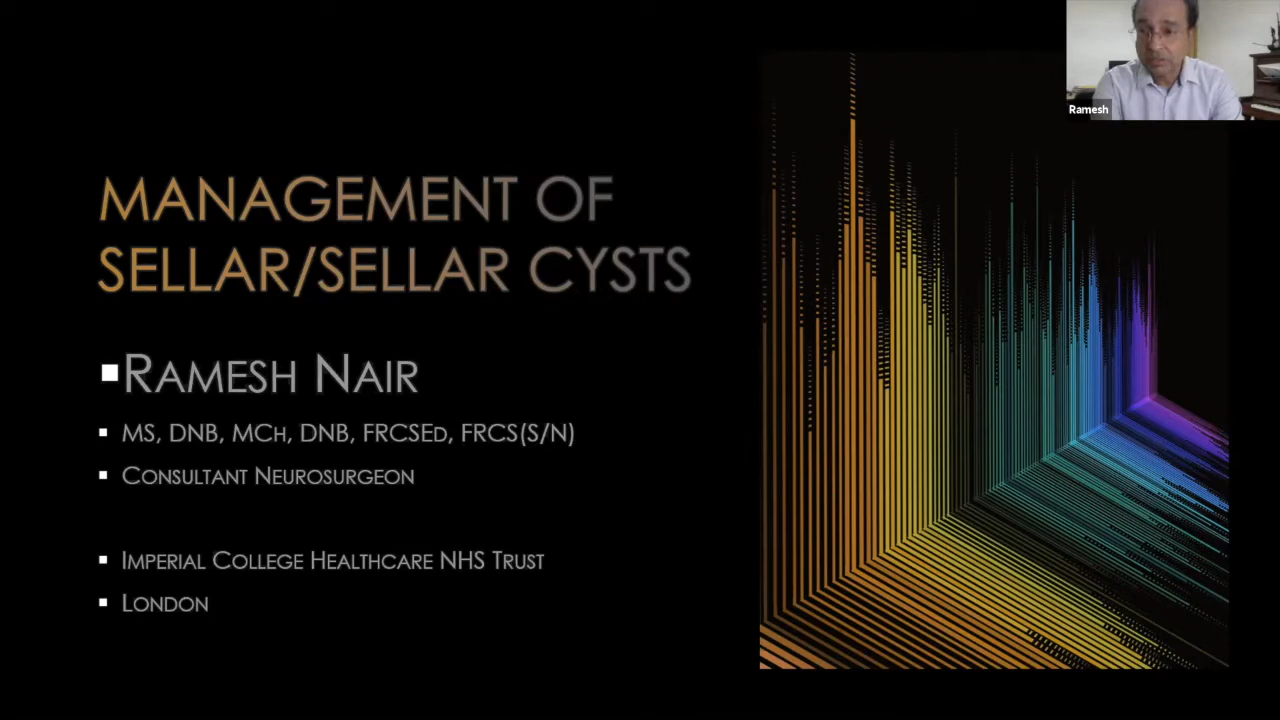 MANAGEMENT OF
SELLAR/SELLAR CYSTS
RAMESH NAIR
MS, DNB, MCH, DNB, FRCSED, FRCS(S/N)
CONSULTANT NEUROSURGEON
IMPERIAL COLLEGE HEALTHCARE NHS TRUST
LONDON
Ramesh